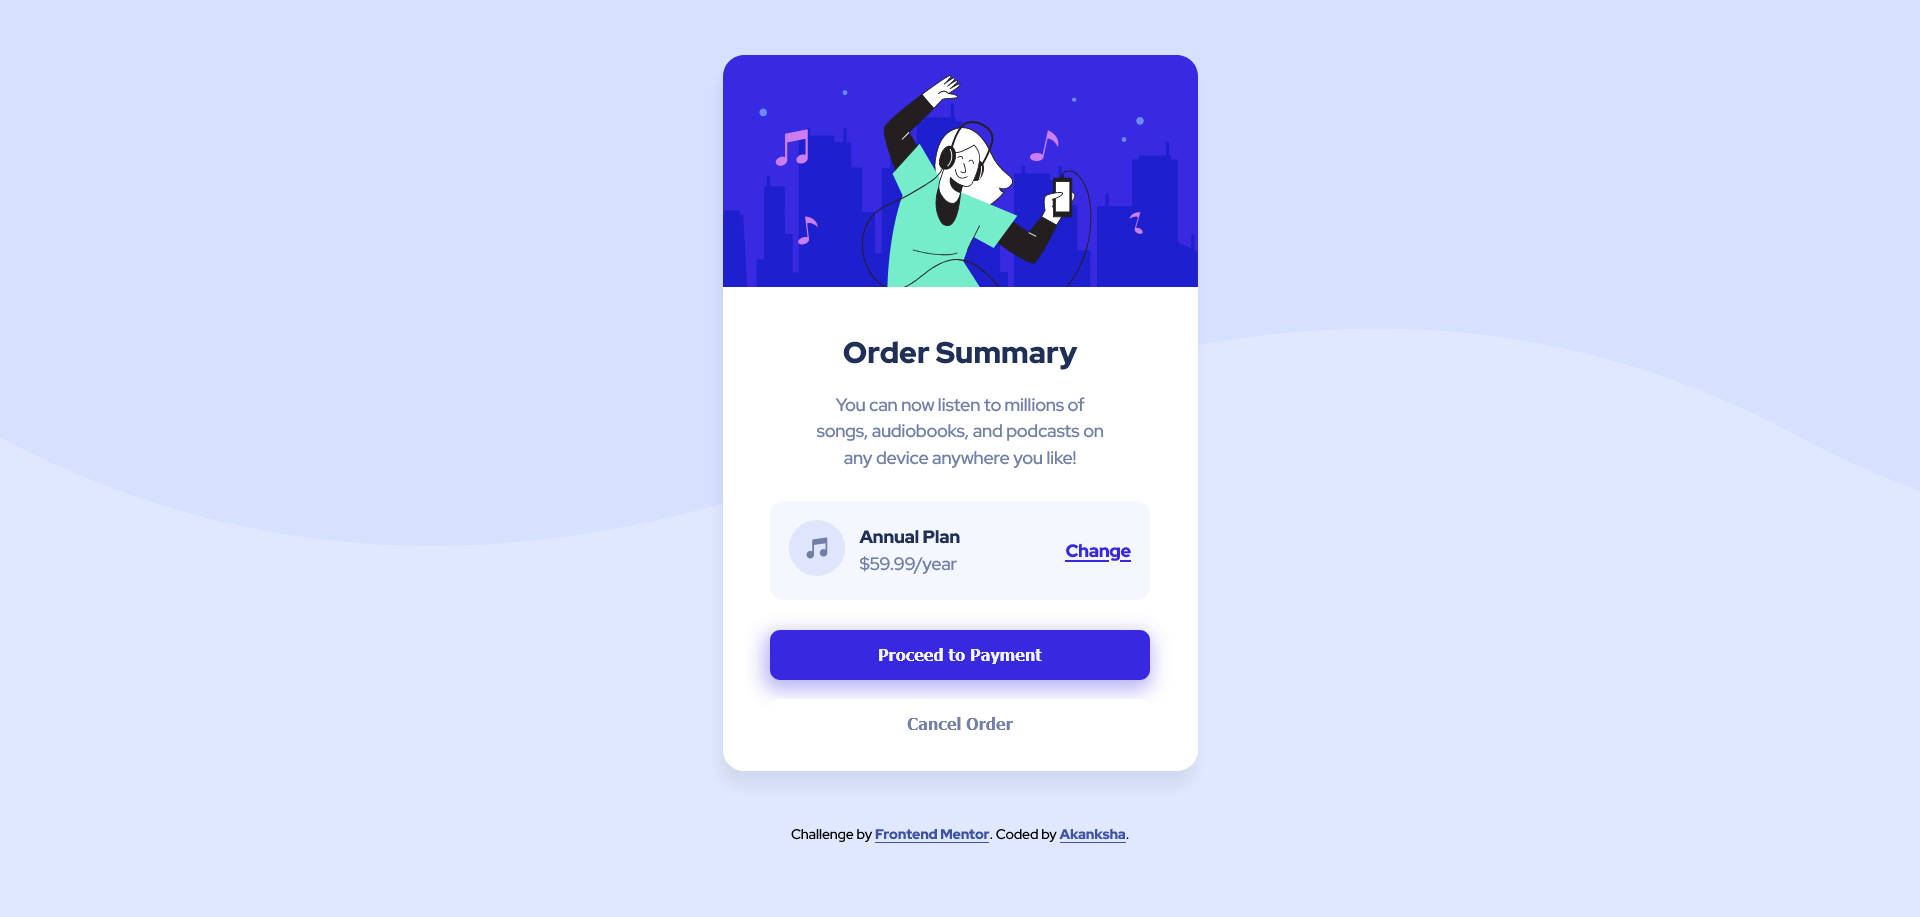 Order Summary
You can now listen to millions of
songs, audiobooks, and podcasts on
any device anywhere you like!
Annual Plan
$59.99/year
Change
Proceed to Payment
Cancel Order
Challenge by Frontend Mentor. Coded by Akanksha.